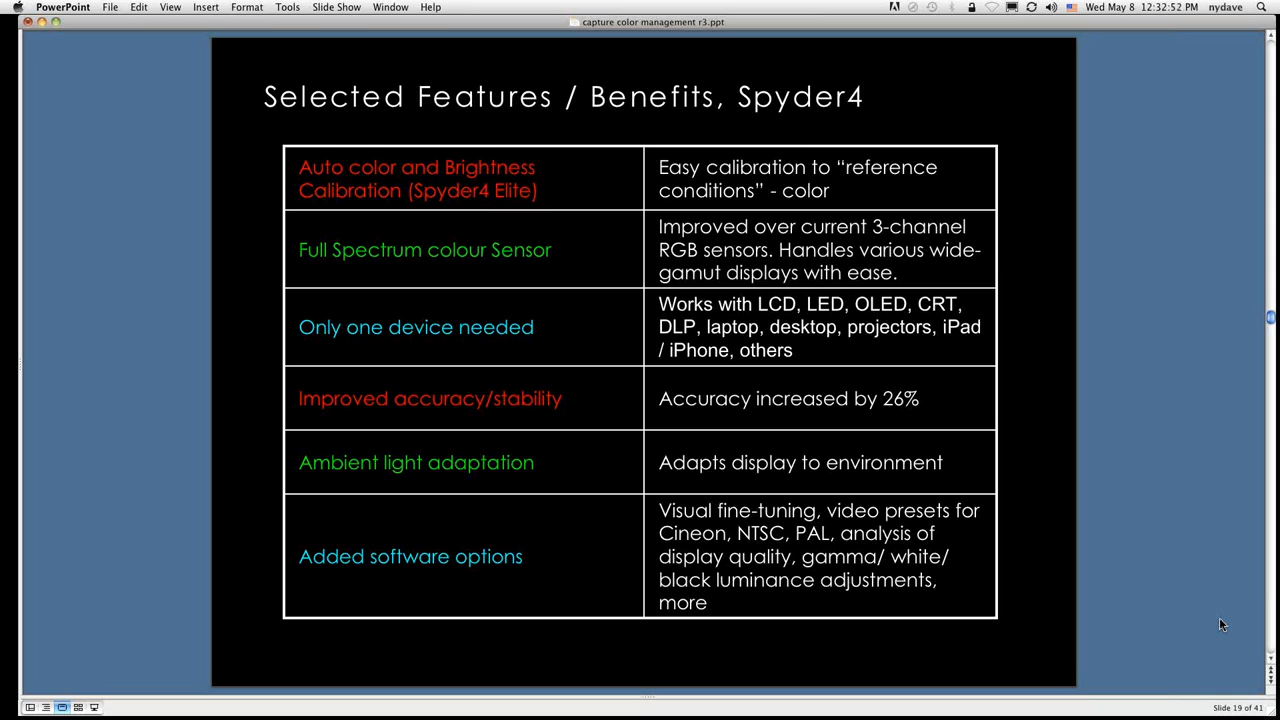 PowerPoint File Edit View Insert Format Tools Slide Show Window Help Wed May 8 12:32:52 PM nydave
capture color management r3.ppt
Selected Features / Benefits, Spyder4
Auto color and Brightness
Calibration (Spyder4 Elite)
Easy calibration to “reference
conditions” - color
Full Spectrum colour Sensor
Improved over current 3-channel
RGB sensors. Handles various wide-
gamut displays with ease.
Only one device needed
Works with LCD, LED, OLED, CRT,
DLP, laptop, desktop, projectors, iPad
/ iPhone, others
Improved accuracy/stability
Accuracy increased by 26%
Ambient light adaptation
Adapts display to environment
Added software options
Visual fine-tuning, video presets for
Cineon, NTSC, PAL, analysis of
display quality, gamma/ white/
black luminance adjustments,
more
Slide 19 of 41